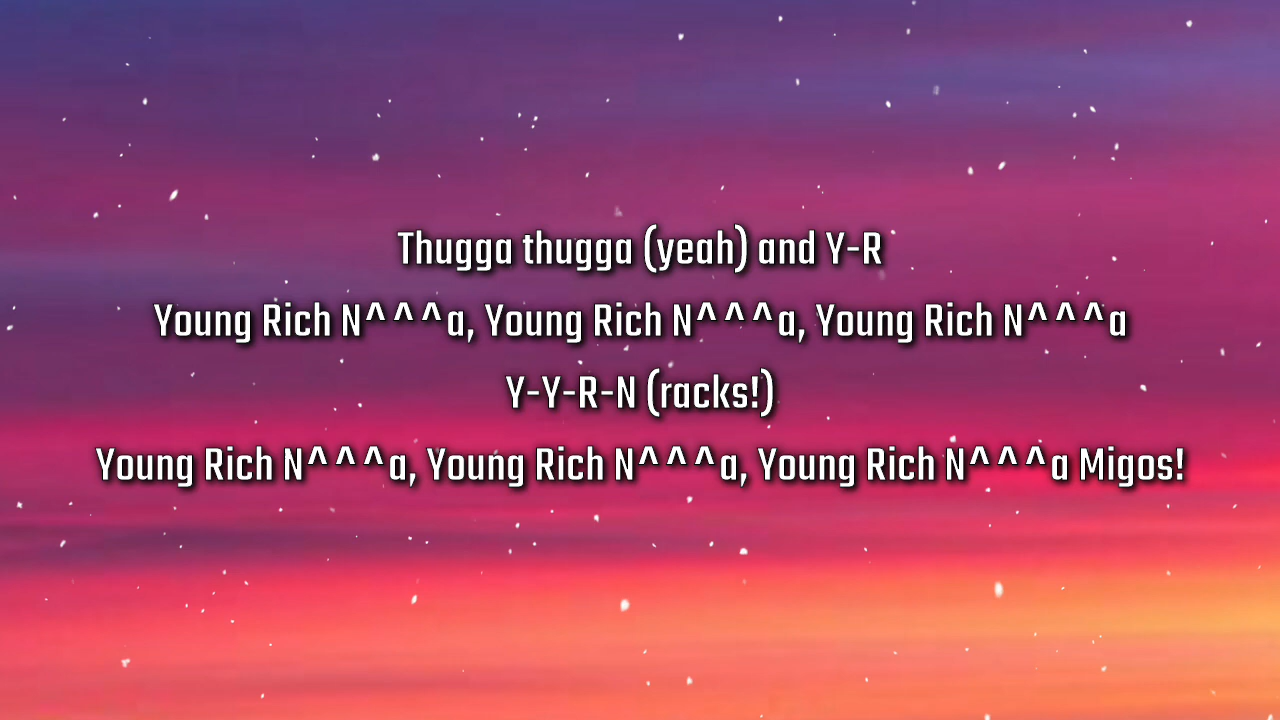 Thugga thugga (yeah) and Y-R
Young Rich N^^^a, Young Rich N^^^a, Young Rich N^^^a
Y-Y-R-N (racks!)
Young Rich N^^^a, Young Rich N^^^a, Young Rich N^^^a Migos!